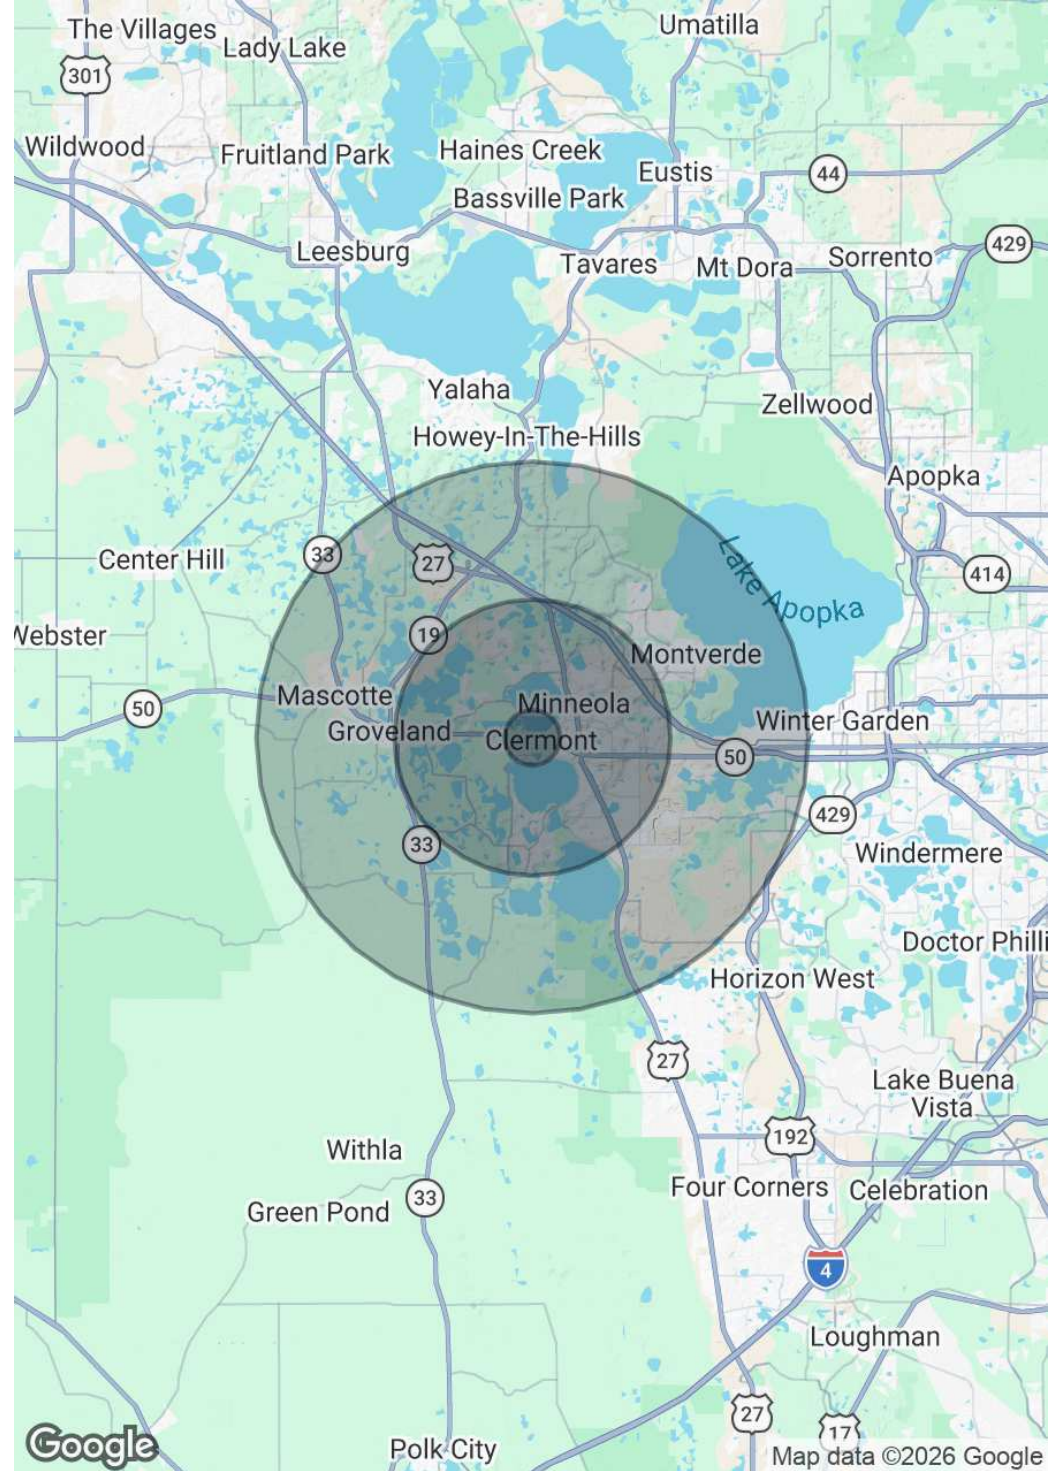 The Villages
Umatilla
Lady Lake
301
Wildwood
Fruitland Park
Haines Creek
Eustis
44
Bassville Park
429
Leesburg
Tavares
Mt Dora
Sorrento
Yalaha
Zellwood
Howey-In-The-Hills
Apopka
Center Hill
33
27
Lake Apopka
414
Webster
19
Montverde
Mascotte
Minneola
50
Groveland
Clermont
Winter Garden
50
429
33
Windermere
Doctor Philli
Horizon West
27
Lake Buena
Vista
192
Withla
Four Corners
Celebration
33
Green Pond
4
Loughman
27
17
Polk City
Google
Map data ©2026 Google